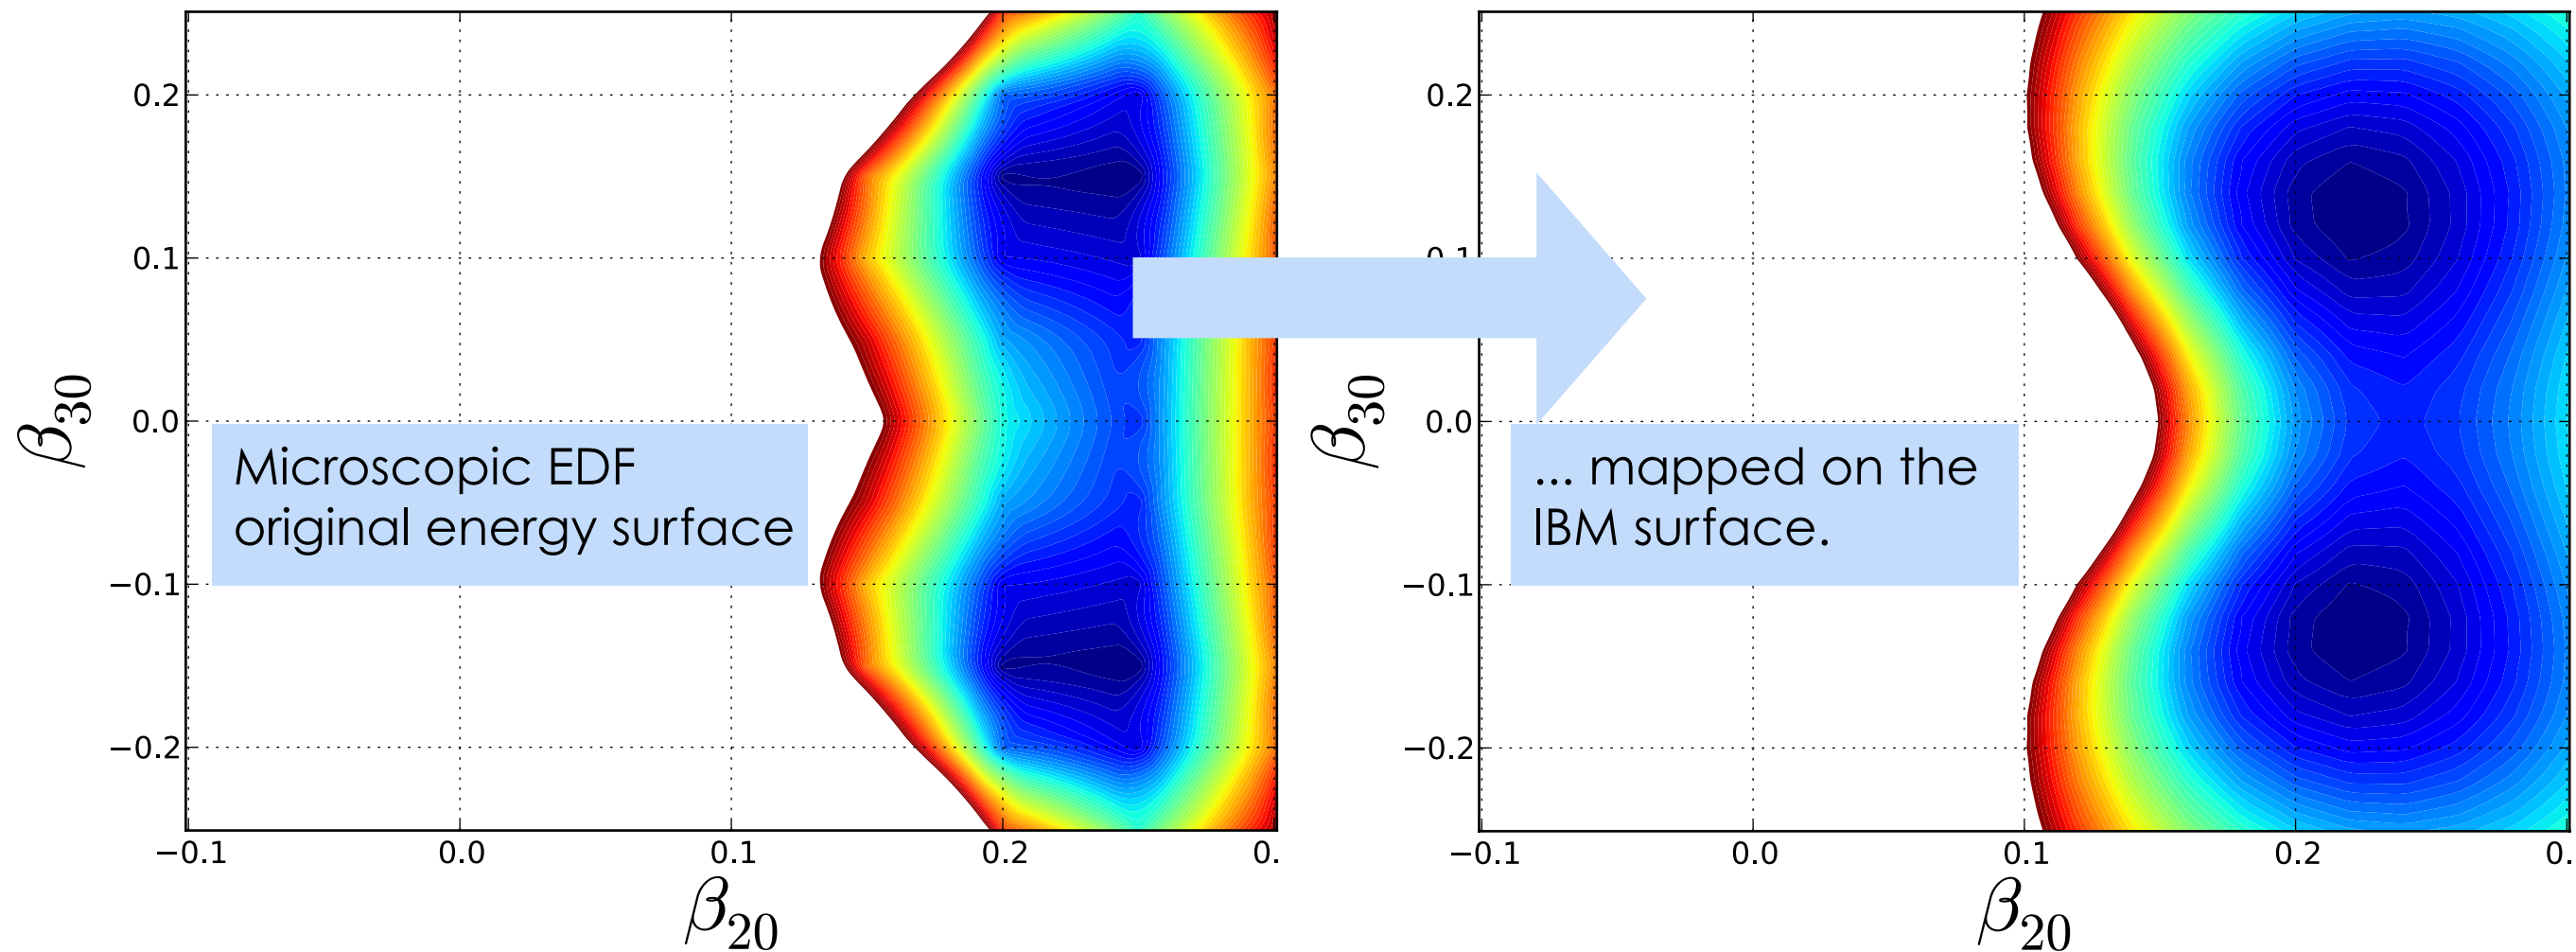 0.2
0.1
0.0
−0.1
−0.2
β30
Microscopic EDF
original energy surface
−0.1 0.0 0.1 0.2 0.
β20
0.2
0.0
−0.1
−0.2
β30
... mapped on the
IBM surface.
−0.1 0.0 0.1 0.2 0.
β20